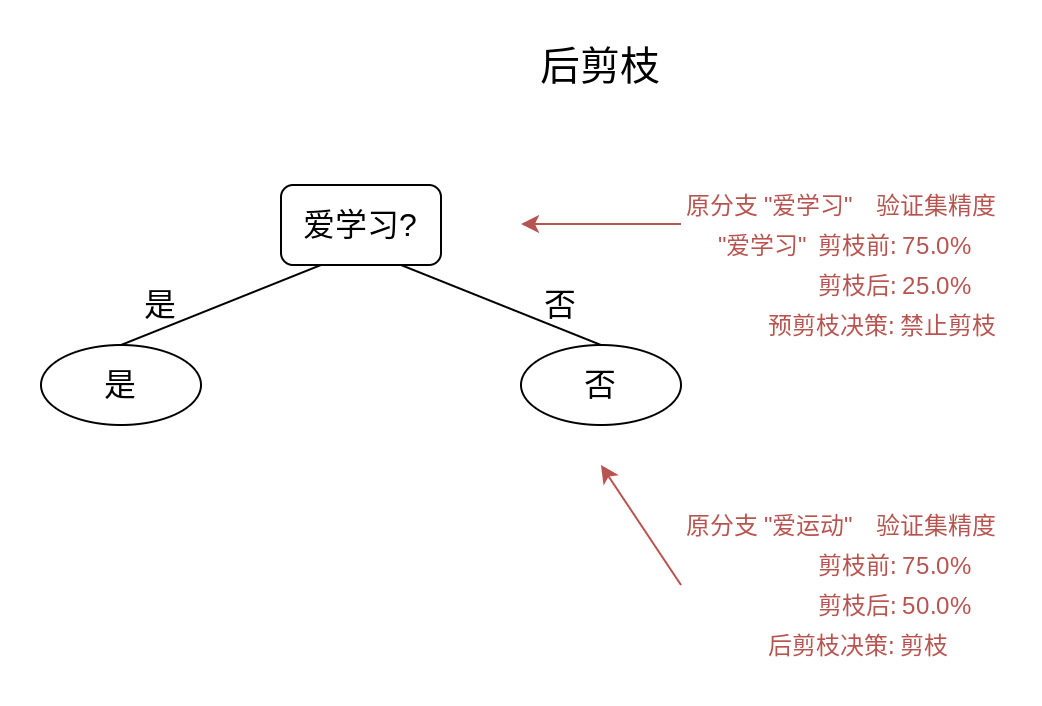 后剪枝
爱学习?
原分支 "爱学习"　验证集精度
"爱学习" 剪枝前: 75.0%
剪枝后: 25.0%
预剪枝决策: 禁止剪枝
是
否
是
否
原分支 "爱运动"　验证集精度
剪枝前: 75.0%
剪枝后: 50.0%
后剪枝决策: 剪枝